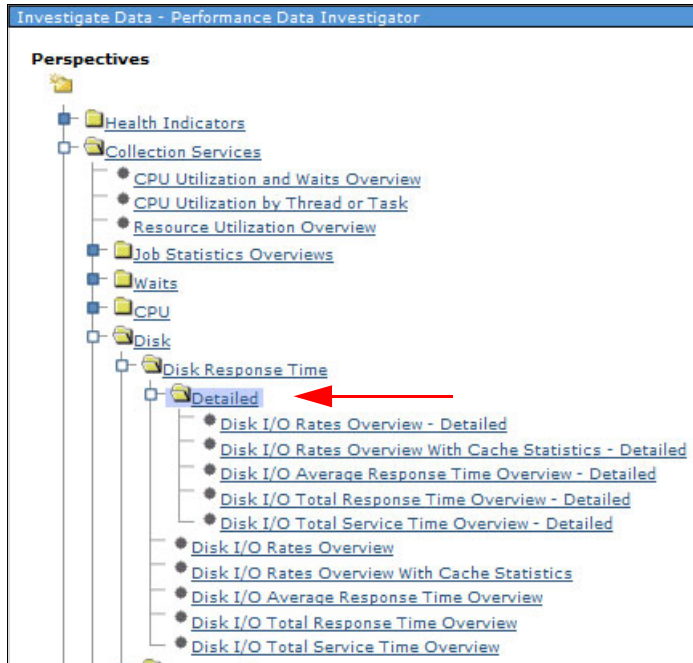 Investigate Data - Performance Data Investigator
Perspectives
Health Indicators
Collection Services
CPU Utilization and Waits Overview
CPU Utilization by Thread or Task
Resource Utilization Overview
Job Statistics Overviews
Waits
CPU
Disk
Disk Response Time
Detailed
Disk I/O Rates Overview - Detailed
Disk I/O Rates Overview With Cache Statistics - Detailed
Disk I/O Average Response Time Overview - Detailed
Disk I/O Total Response Time Overview - Detailed
Disk I/O Total Service Time Overview - Detailed
Disk I/O Rates Overview
Disk I/O Rates Overview With Cache Statistics
Disk I/O Average Response Time Overview
Disk I/O Total Response Time Overview
Disk I/O Total Service Time Overview